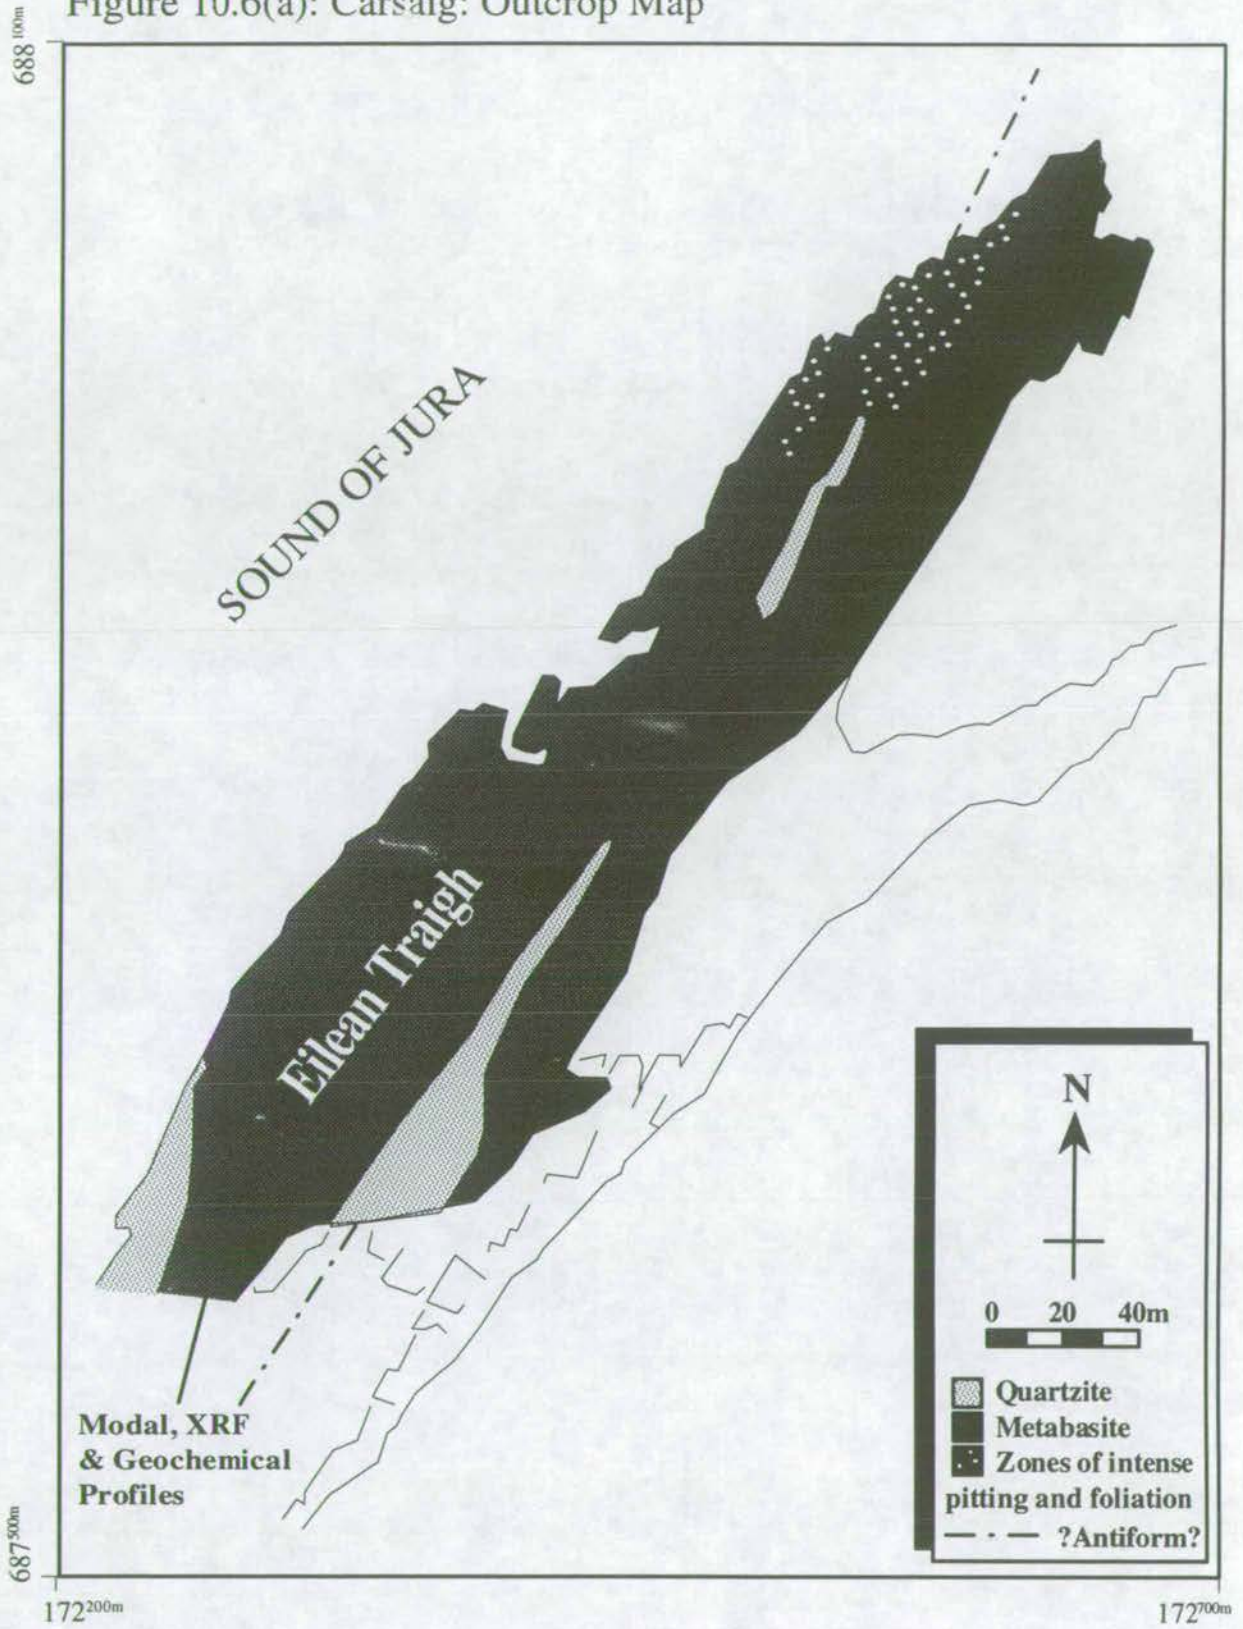 Figure 10.6(a): Carsaig: Outcrop Map
688 100m
SOUND OF JURA
Eilean Traigh
Modal, XRF
& Geochemical
Profiles
N
0 20 40m
Quartzite
Metabasite
Zones of intense
pitting and foliation
?Antiform?
687 500m
172 200m
172 700m